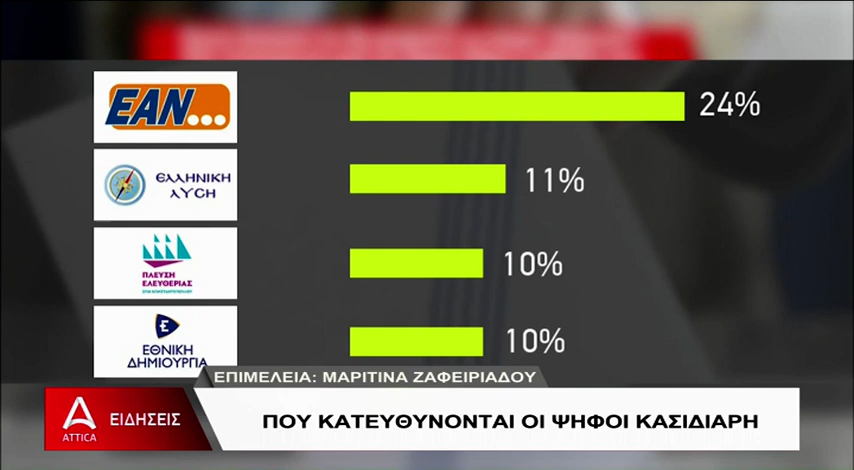 ΕΑΝ...
24%
ΕΛΛΗΝΙΚΗ
ΛΥΣΗ
11%
ΠΛΕΥΣΗ
ΕΛΕΥΘΕΡΙΑΣ
10%
Ε
ΕΘΝΙΚΗ
ΔΗΜΙΟΥΡΓΙΑ
10%
ΕΠΙΜΕΛΕΙΑ: ΜΑΡΙΤΙΝΑ ΖΑΦΕΙΡΙΑΔΟΥ
A
ATTICA
ΕΙΔΗΣΕΙΣ
ΠΟΥ ΚΑΤΕΥΘΥΝΟΝΤΑΙ ΟΙ ΨΗΦΟΙ ΚΑΣΙΔΙΑΡΗ